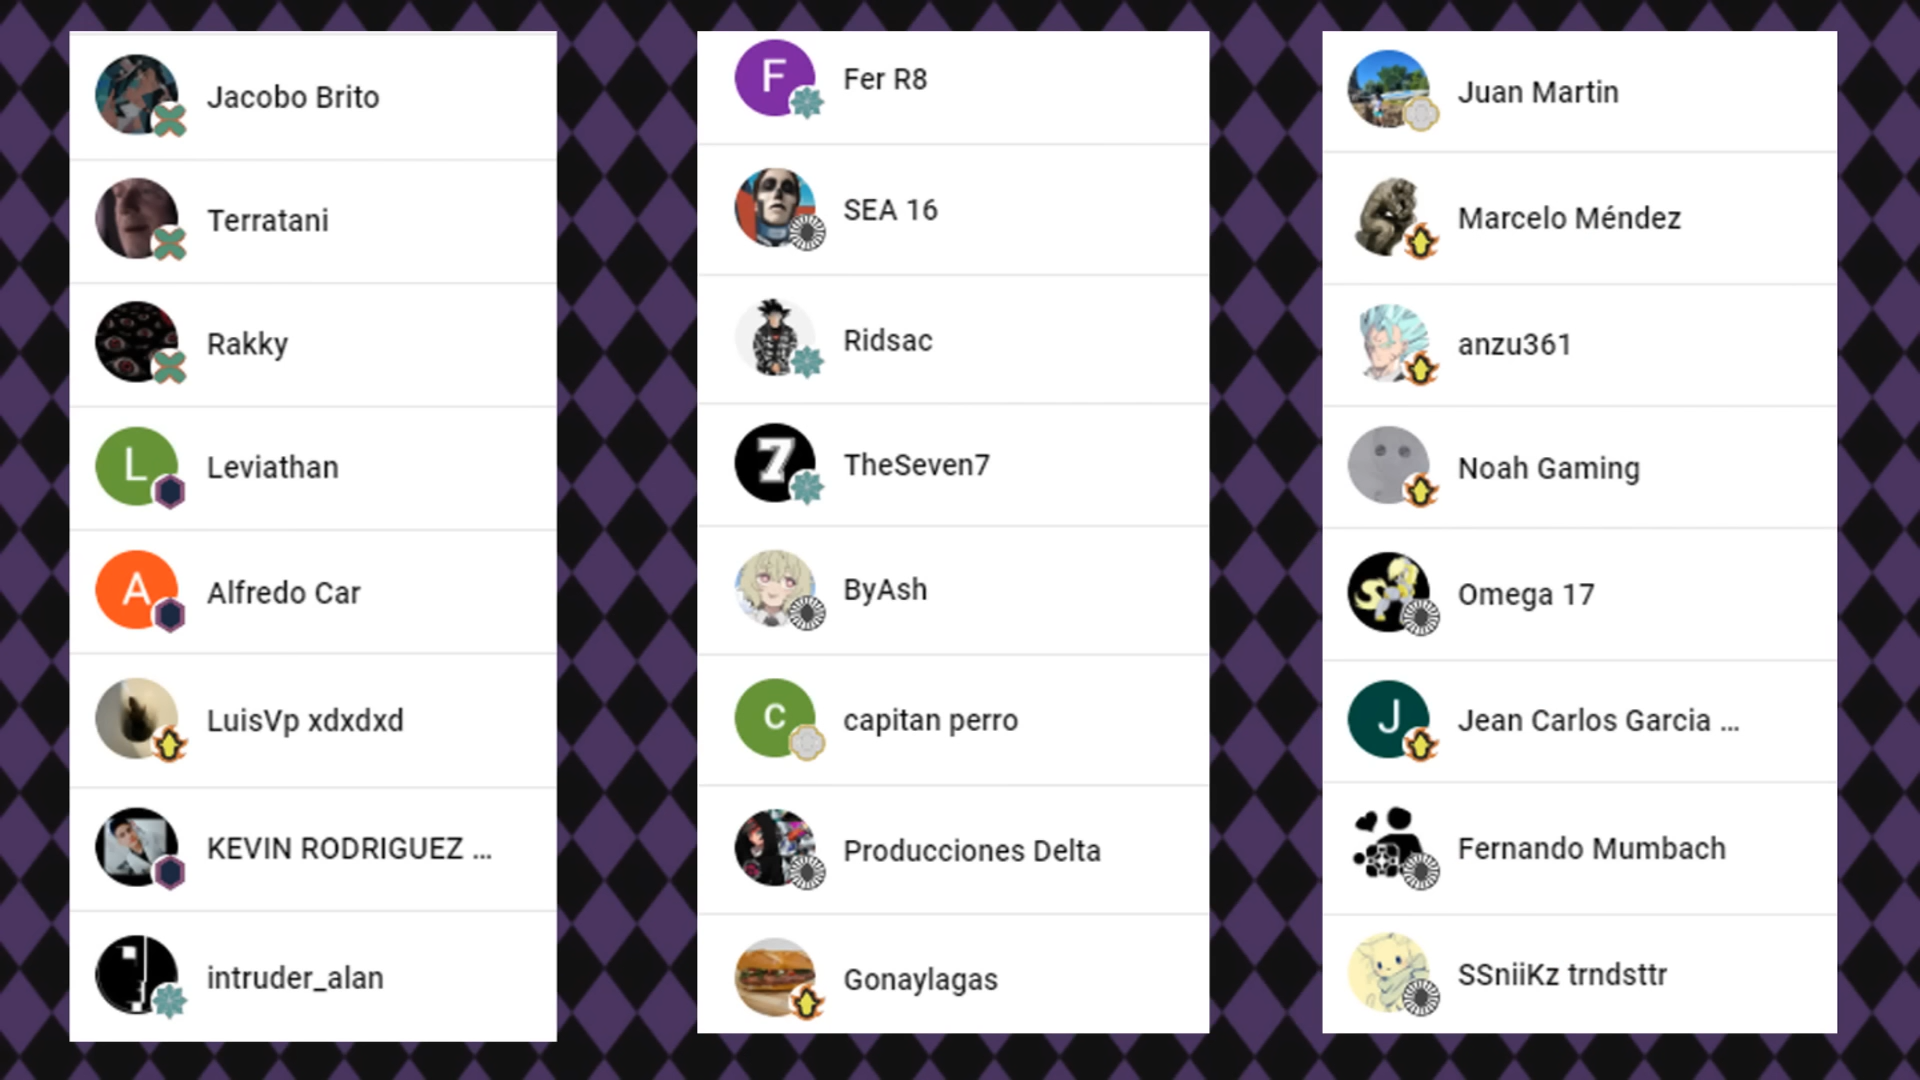 Jacobo Brito
Terratani
Rakky
L
Leviathan
A
Alfredo Car
LuisVp xdxdxd
KEVIN RODRIGUEZ ...
intruder_alan
F
Fer R8
SEA 16
Ridsac
7
TheSeven7
ByAsh
C
capitan perro
Producciones Delta
Gonaylagas
Juan Martin
Marcelo Méndez
anzu361
Noah Gaming
Omega 17
J
Jean Carlos Garcia ...
Fernando Mumbach
SSniiKz trndsttr